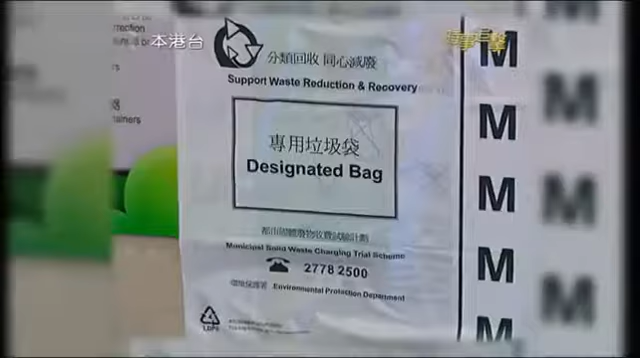 本港台
分類回收 同心減廢
Support Waste Reduction & Recovery
專用垃圾袋
Designated Bag
都市固體廢物收費試驗計劃
Municipal Solid Waste Charging Trial Scheme
2778 2500
環境保護署 Environmental Protection Department
LDPE
M
M
M
M
M
M
M
M
M